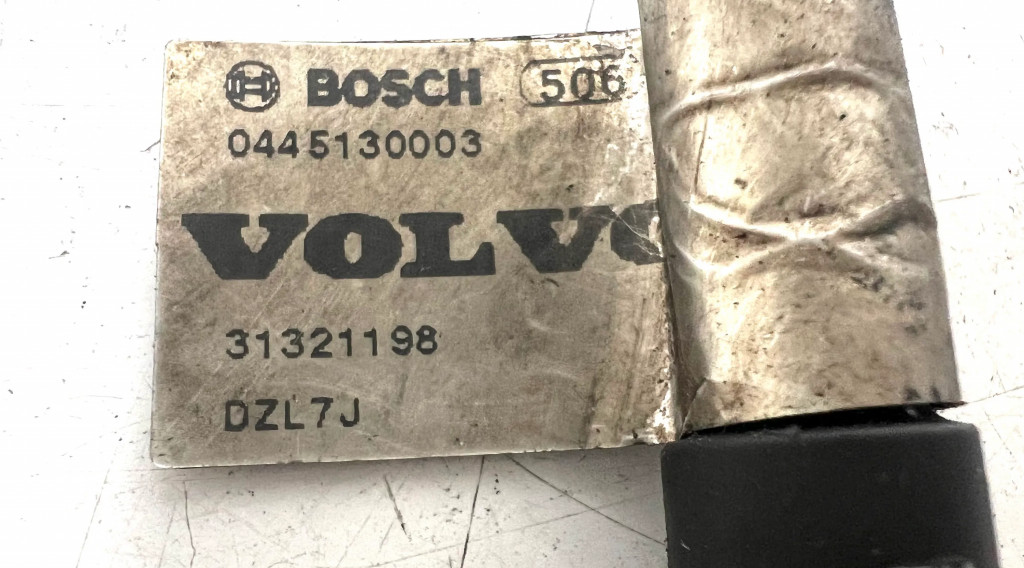 BOSCH 506
0445130003
VOLVO
31321198
DZL7J